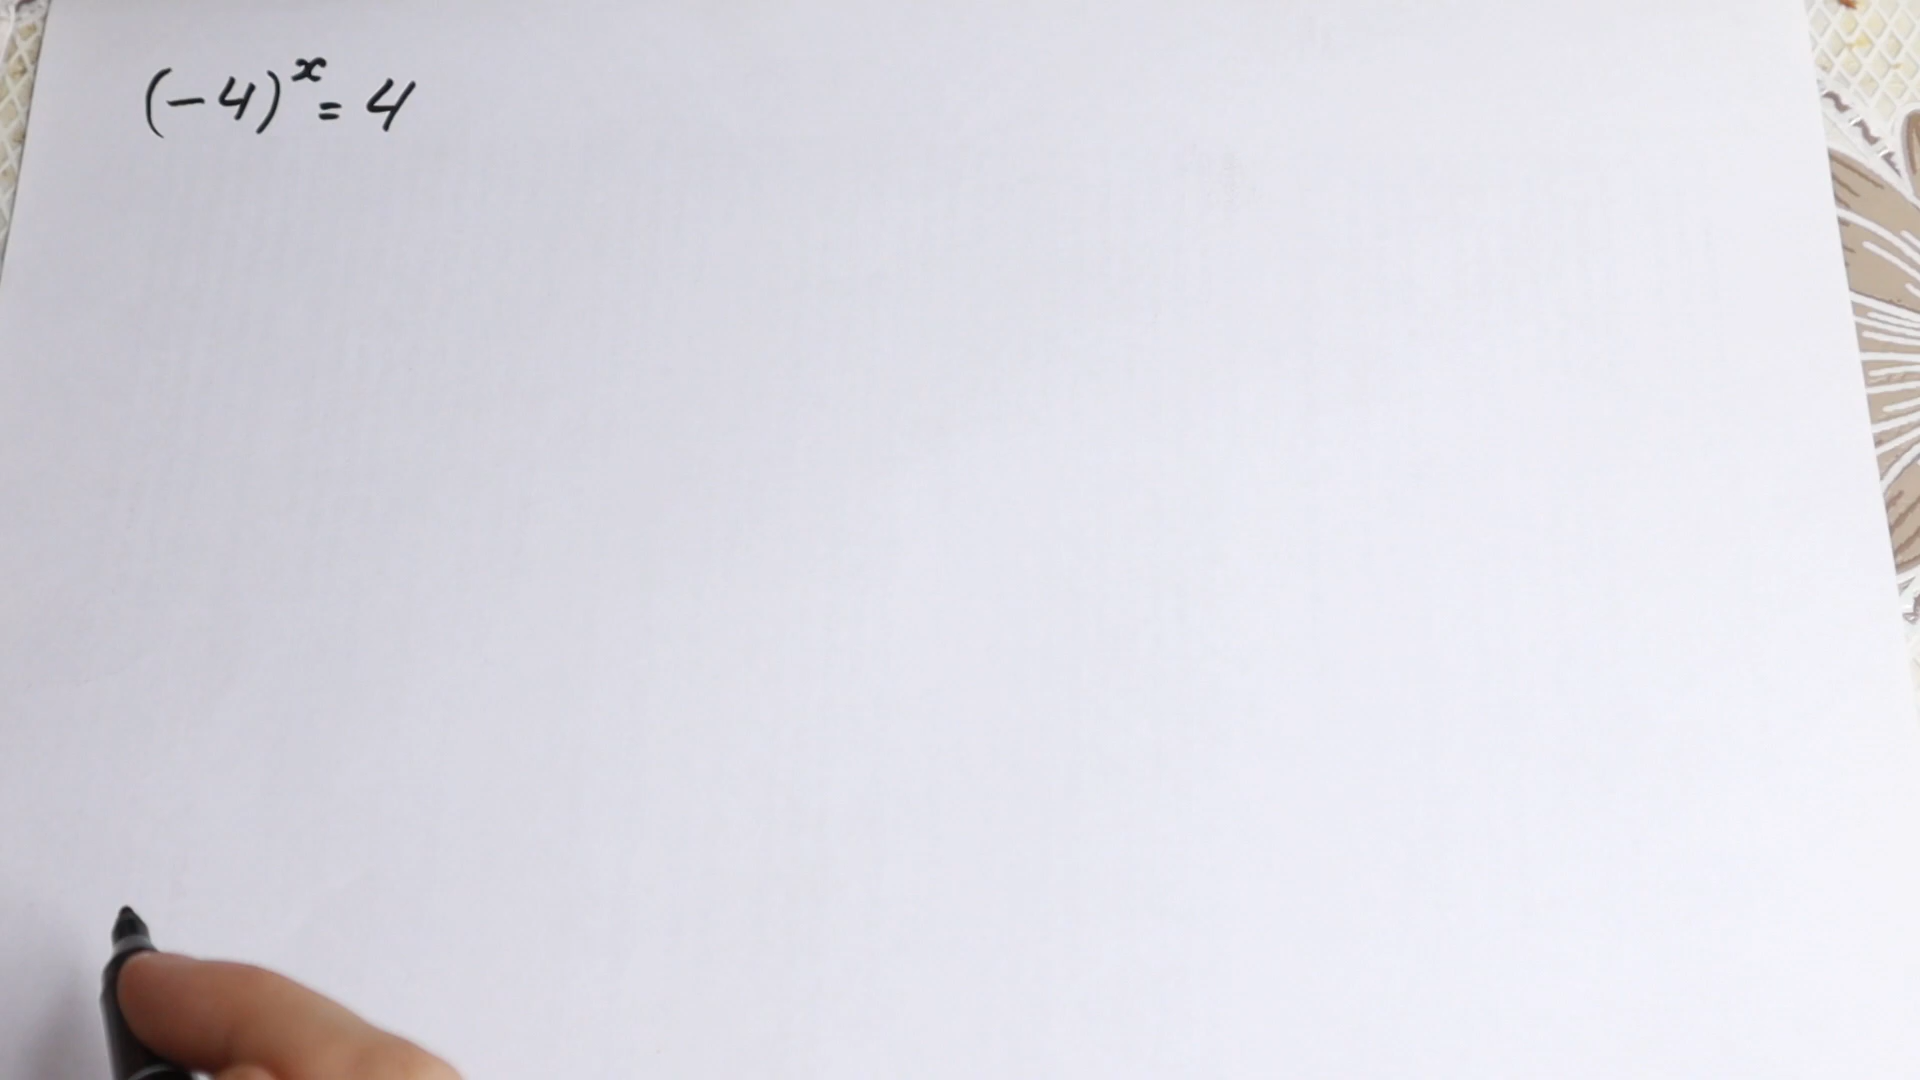 (-4)^x = 4